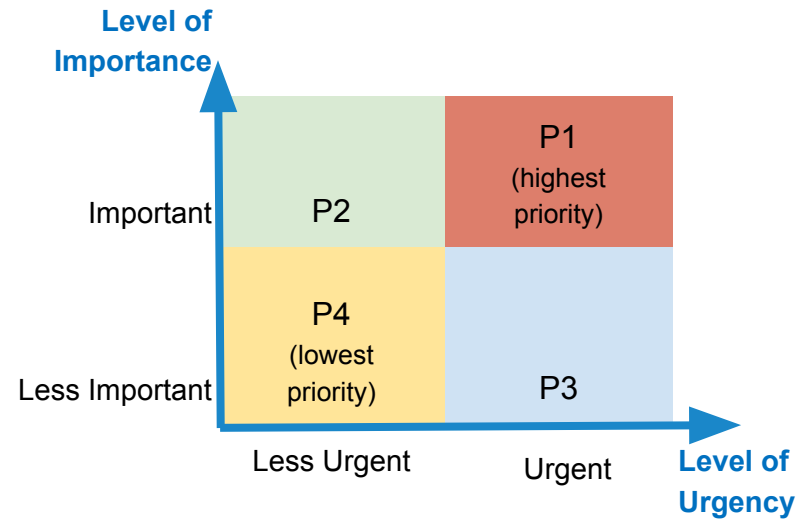 Level of
Importance
P1
(highest
priority)
Important
P2
P4
(lowest
priority)
Less Important
P3
Less Urgent
Urgent
Level of
Urgency